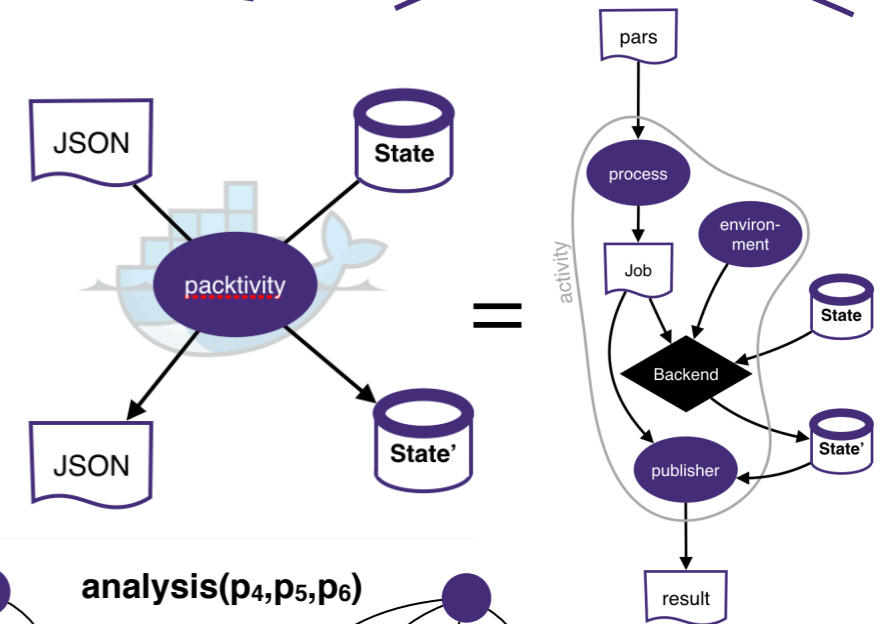 pars
JSON
State
process
environ-
ment
activity
Job
packtivity
=
State
Backend
JSON
State’
State’
publisher
analysis(p₄,p₅,p₆)
result